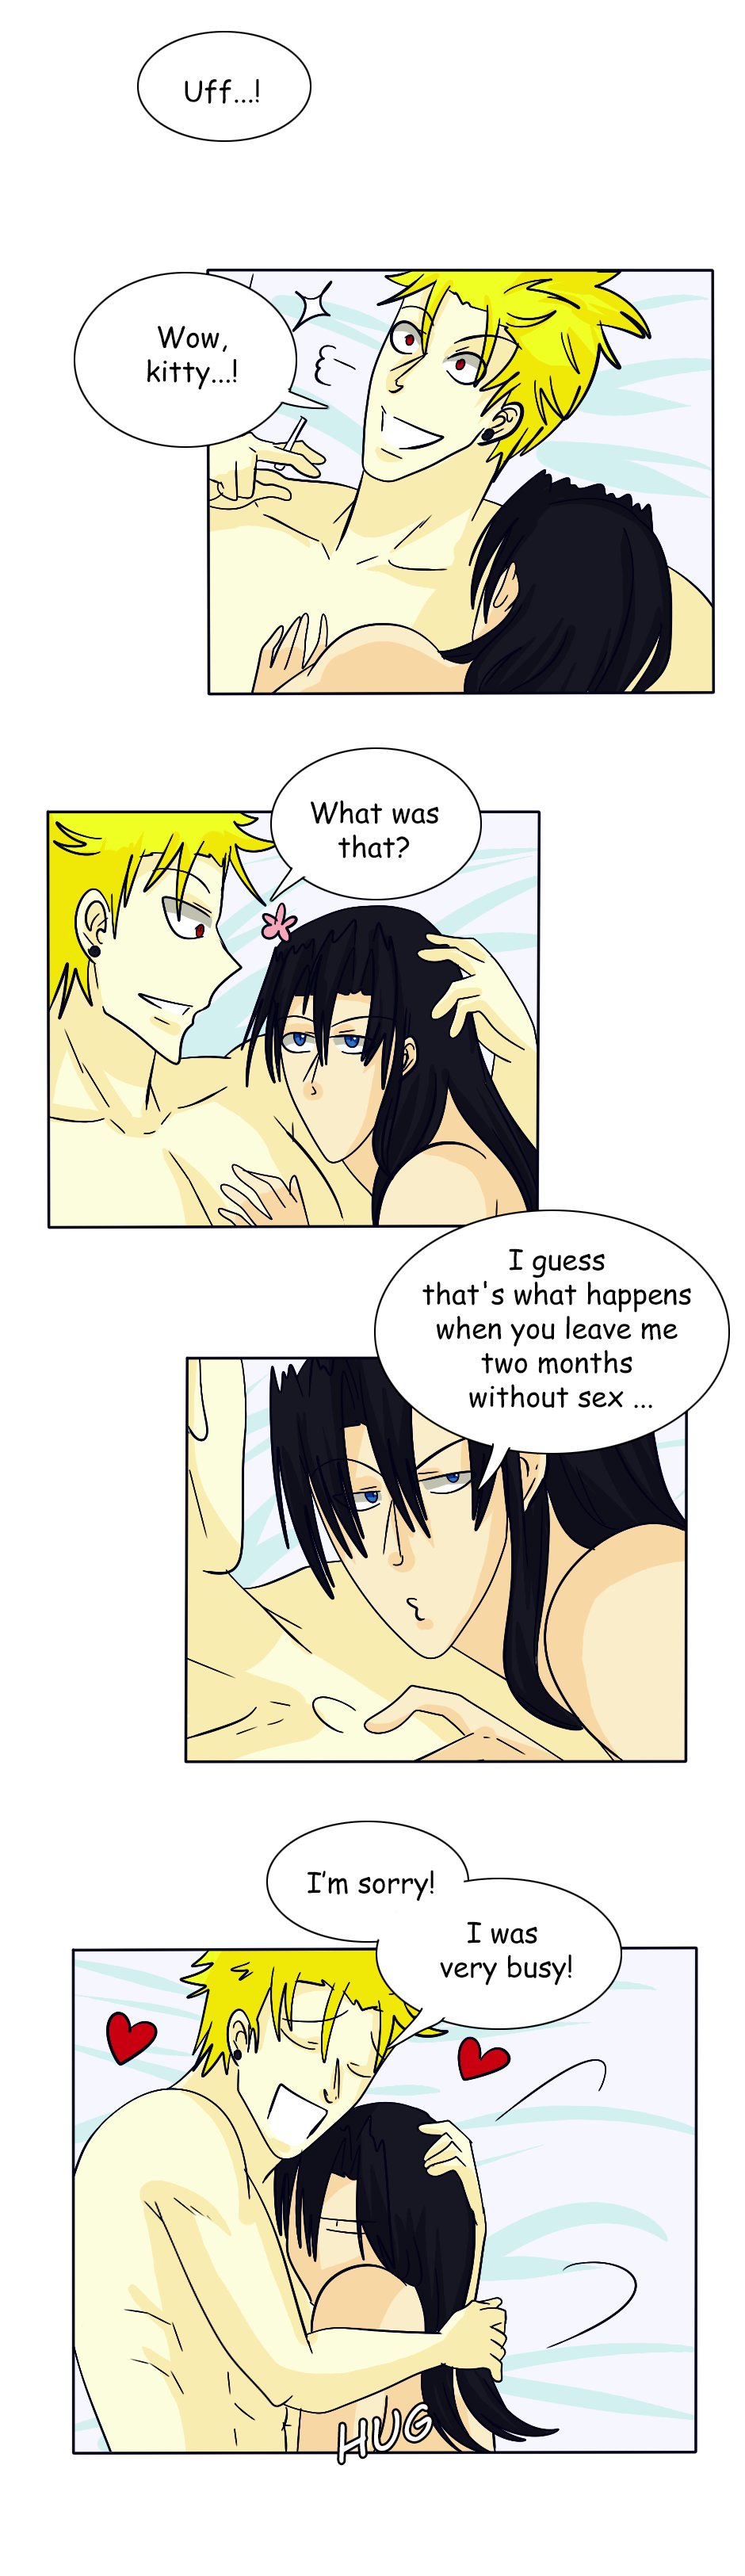 Uff...!
Wow,
kitty...!
What was
that?
I guess
that's what happens
when you leave me
two months
without sex ...
I'm sorry!
I was
very busy!
HUG